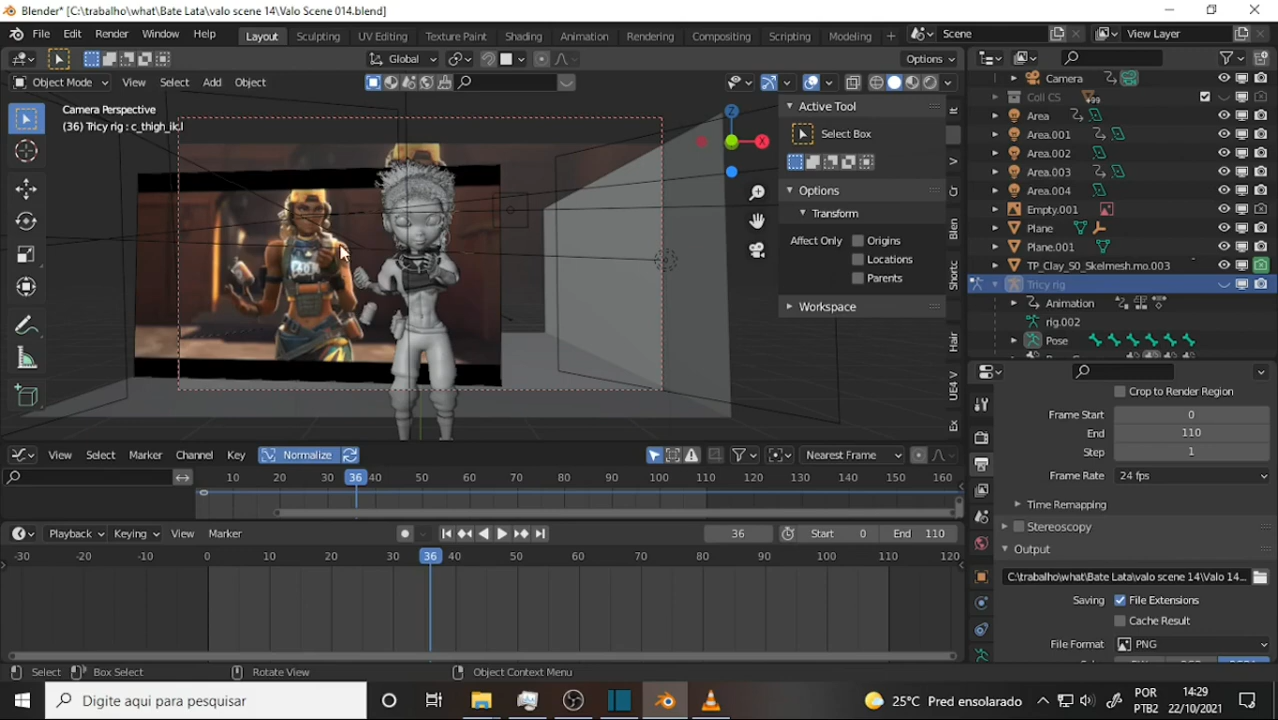 Blender* [C:\trabalho\what\Bate Lata\valo scene 14\Valo Scene 014.blend]
File Edit Render Window Help Layout Sculpting UV Editing Texture Paint Shading Animation Rendering Compositing Scripting Modeling + Scene View Layer
Global Options
Object Mode View Select Add Object
Camera Perspective
(36) Tricy rig : c_thigh_ik.l
Z
X
Active Tool
Select Box
Options
Transform
Affect Only Origins
Locations
Parents
Workspace
It
V
Cr
Blen
Shortc
Hair
UE4 V
Ex
Camera
Coll CS 99
Area
Area.001
Area.002
Area.003
Area.004
Empty.001
Plane
Plane.001
TP_Clay_S0_Skelmesh.mo.003
Tricy rig
Animation
rig.002
Pose
Crop to Render Region
Frame Start 0
End 110
Step 1
Frame Rate 24 fps
Time Remapping
Stereoscopy
Output
C:\trabalho\what\Bate Lata\valo scene 14\Valo 14...
Saving File Extensions
Cache Result
File Format PNG
View Select Marker Channel Key Normalize Nearest Frame
10 20 30 36 40 50 60 70 80 90 100 110 120 130 140 150 160
Playback Keying View Marker 36 Start 0 End 110
-30 -20 -10 0 10 20 30 36 40 50 60 70 80 90 100 110 120
Select Box Select Rotate View Object Context Menu
Digite aqui para pesquisar 25°C Pred ensolarado POR 14:29
PTB2 22/10/2021